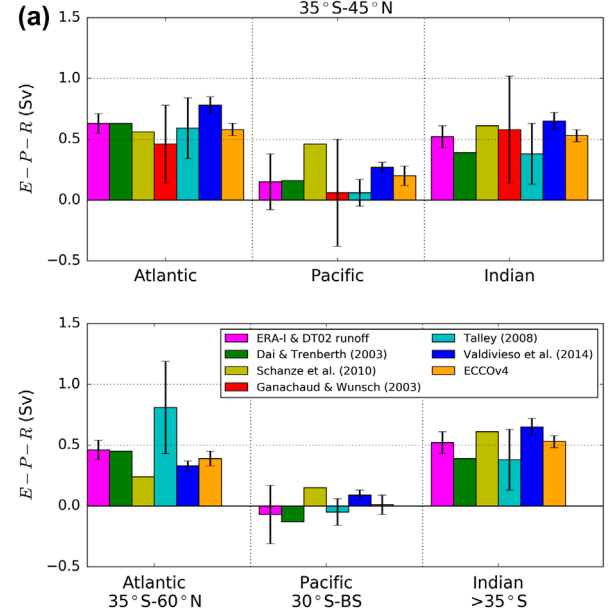 (a)
35°S-45°N
1.5
1.0
0.5
0.0
−0.5
E−P−R (Sv)
Atlantic Pacific Indian
1.5
1.0
0.5
0.0
−0.5
E−P−R (Sv)
ERA-I & DT02 runoff
Dai & Trenberth (2003)
Schanze et al. (2010)
Ganachaud & Wunsch (2003)
Talley (2008)
Valdivieso et al. (2014)
ECCOv4
Atlantic Pacific Indian
35°S-60°N 30°S-BS >35°S